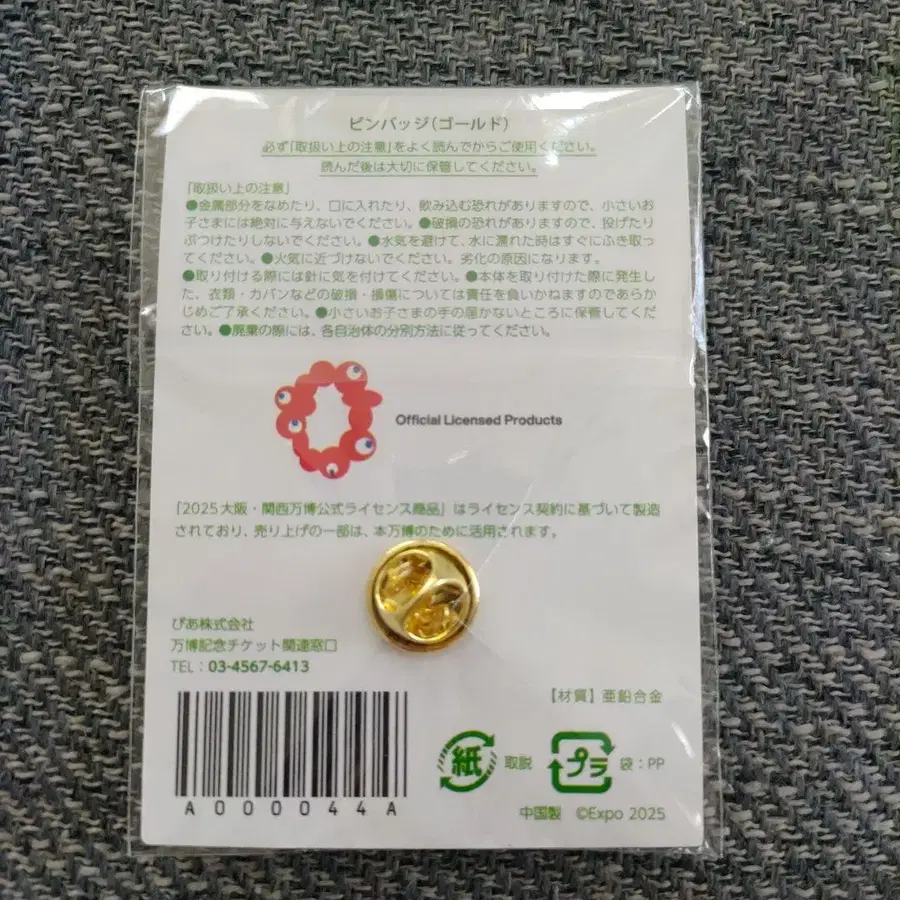 ピンバッジ(ゴールド)
必ず「取扱い上の注意」をよく読んでからご使用ください。
読んだ後は大切に保管してください。
「取扱い上の注意」
●金属部分をなめたり、口に入れたり、飲み込む恐れがありますので、小さいお
子さまには絶対に与えないでください。●破損の恐れがありますので、投げたり
ぶつけたりしないでください。●水気を避けて、水に濡れた時はすぐにふき取っ
てください。●火気に近づけないでください。劣化の原因になります。
●取り付ける際には針に気を付けてください。●本体を取り付けた際に発生し
た、衣類・カバンなどの破損・損傷については責任を負いかねますのであらか
じめご了承ください。●小さいお子さまの手の届かないところに保管してくだ
さい。●廃棄の際には、各自治体の分別方法に従ってください。
Official Licensed Products
「2025大阪・関西万博公式ライセンス商品」はライセンス契約に基づいて製造
されており、売り上げの一部は、本万博のために活用されます。
ぴあ株式会社
万博記念チケット関連窓口
TEL:03-4567-6413
【材質】亜鉛合金
A000044A
紙 取説 プラ 袋:PP
中国製 ©Expo 2025